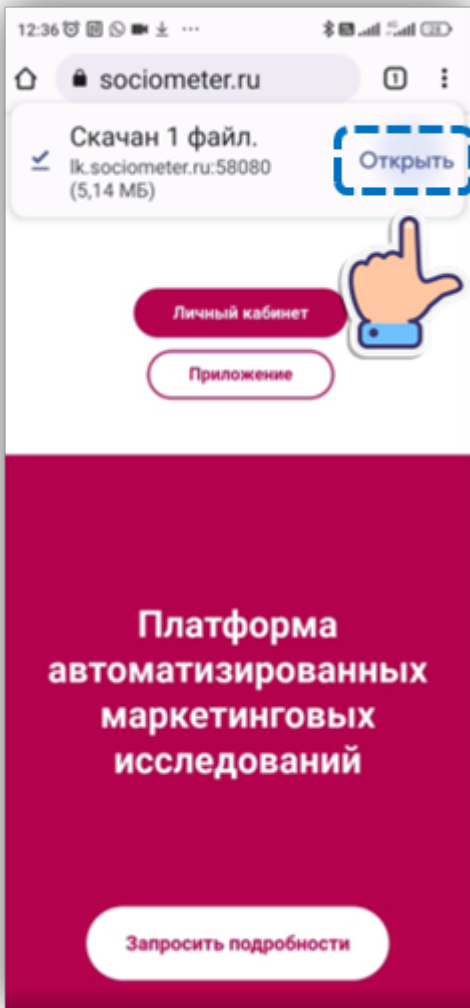 12:36
sociometer.ru
1
Скачан 1 файл.
Открыть
lk.sociometer.ru:58080
(5,14 МБ)
Личный кабинет
Приложение
Платформа
автоматизированных
маркетинговых
исследований
Запросить подробности